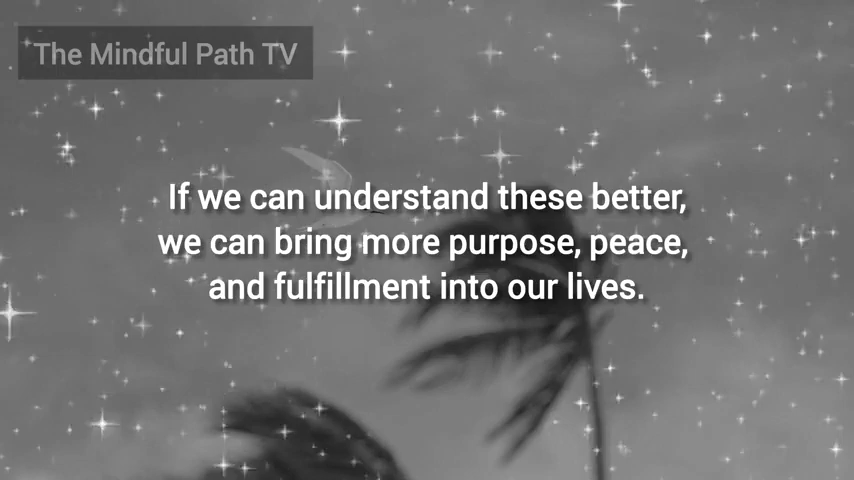 The Mindful Path TV
If we can understand these better,
we can bring more purpose, peace,
and fulfillment into our lives.